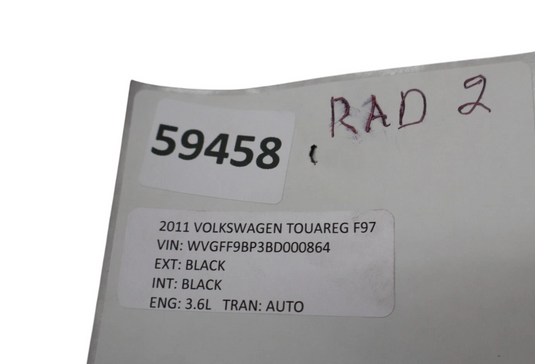 RAD 2
59458
2011 VOLKSWAGEN TOUAREG F97
VIN: WVGFF9BP3BD000864
EXT: BLACK
INT: BLACK
ENG: 3.6L TRAN: AUTO